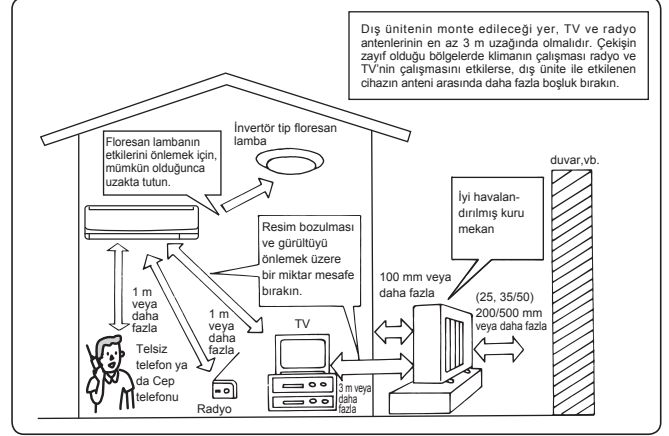 Dış ünitenin monte edileceği yer, TV ve radyo
antenlerinin en az 3 m uzağında olmalıdır. Çekişin
zayıf olduğu bölgelerde klimanın çalışması radyo ve
TV'nin çalışmasını etkilerse, dış ünite ile etkilenen
cihazın anteni arasında daha fazla boşluk bırakın.
İnvertör tip floresan
lamba
Floresan lambanın
etkilerini önlemek için,
mümkün olduğunca
uzakta tutun.
duvar,vb.
İyi havalan-
dırılmış kuru
mekan
Resim bozulması
ve gürültüyü
önlemek üzere
bir miktar mesafe
bırakın.
100 mm veya
daha fazla
(25, 35/50)
200/500 mm
veya daha fazla
1 m
veya
daha
fazla
1 m
veya
daha
fazla
TV
Telsiz
telefon ya
da Cep
telefonu
Radyo
3 m veya
daha
fazla